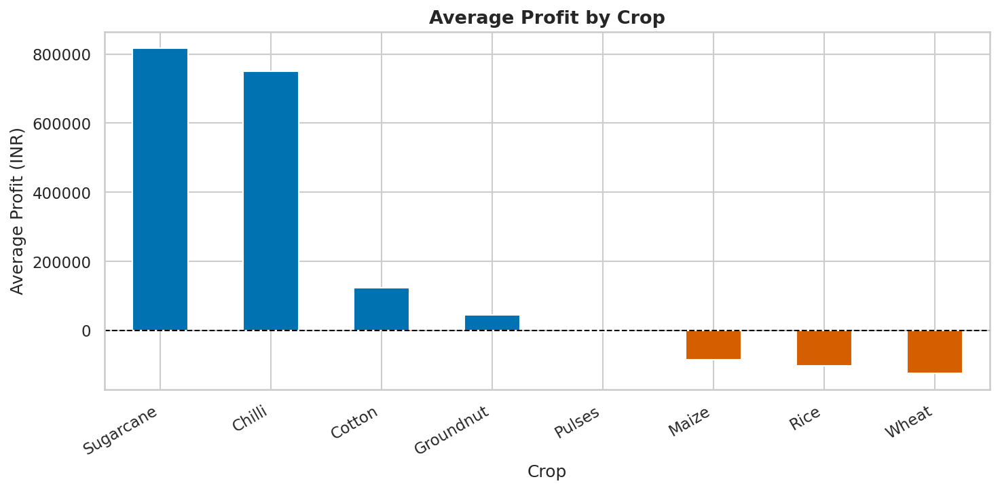 Average Profit by Crop
Average Profit (INR)
800000
600000
400000
200000
0
Sugarcane
Chilli
Cotton
Groundnut
Pulses
Maize
Rice
Wheat
Crop